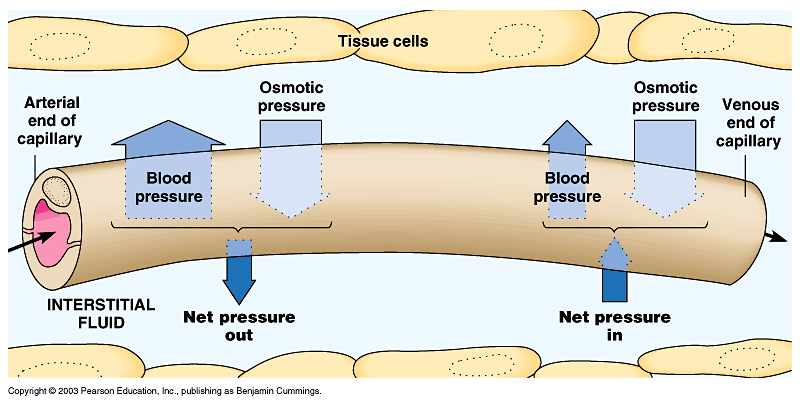 Tissue cells
Arterial
end of
capillary
Osmotic
pressure
Osmotic
pressure
Venous
end of
capillary
Blood
pressure
Blood
pressure
INTERSTITIAL
FLUID
Net pressure
out
Net pressure
in
Copyright © 2003 Pearson Education, Inc., publishing as Benjamin Cummings.